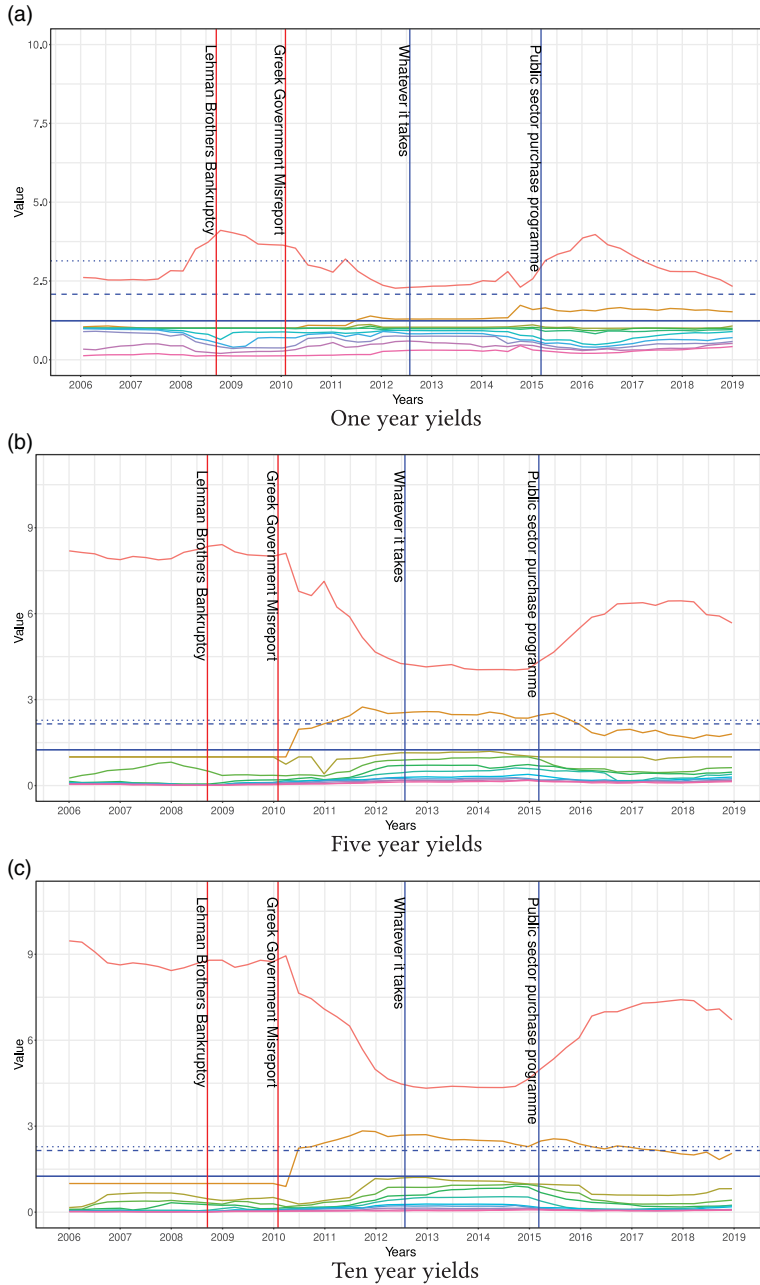 (a)
10.0
7.5
5.0
2.5
0.0
Value
Lehman Brothers Bankruptcy
Greek Government Misreport
Whatever it takes
Public sector purchase programme
2006 2007 2008 2009 2010 2011 2012 2013 2014 2015 2016 2017 2018 2019
Years
One year yields
(b)
9
6
3
0
Value
Lehman Brothers Bankruptcy
Greek Government Misreport
Whatever it takes
Public sector purchase programme
2006 2007 2008 2009 2010 2011 2012 2013 2014 2015 2016 2017 2018 2019
Years
Five year yields
(c)
9
6
3
0
Value
Lehman Brothers Bankruptcy
Greek Government Misreport
Whatever it takes
Public sector purchase programme
2006 2007 2008 2009 2010 2011 2012 2013 2014 2015 2016 2017 2018 2019
Years
Ten year yields